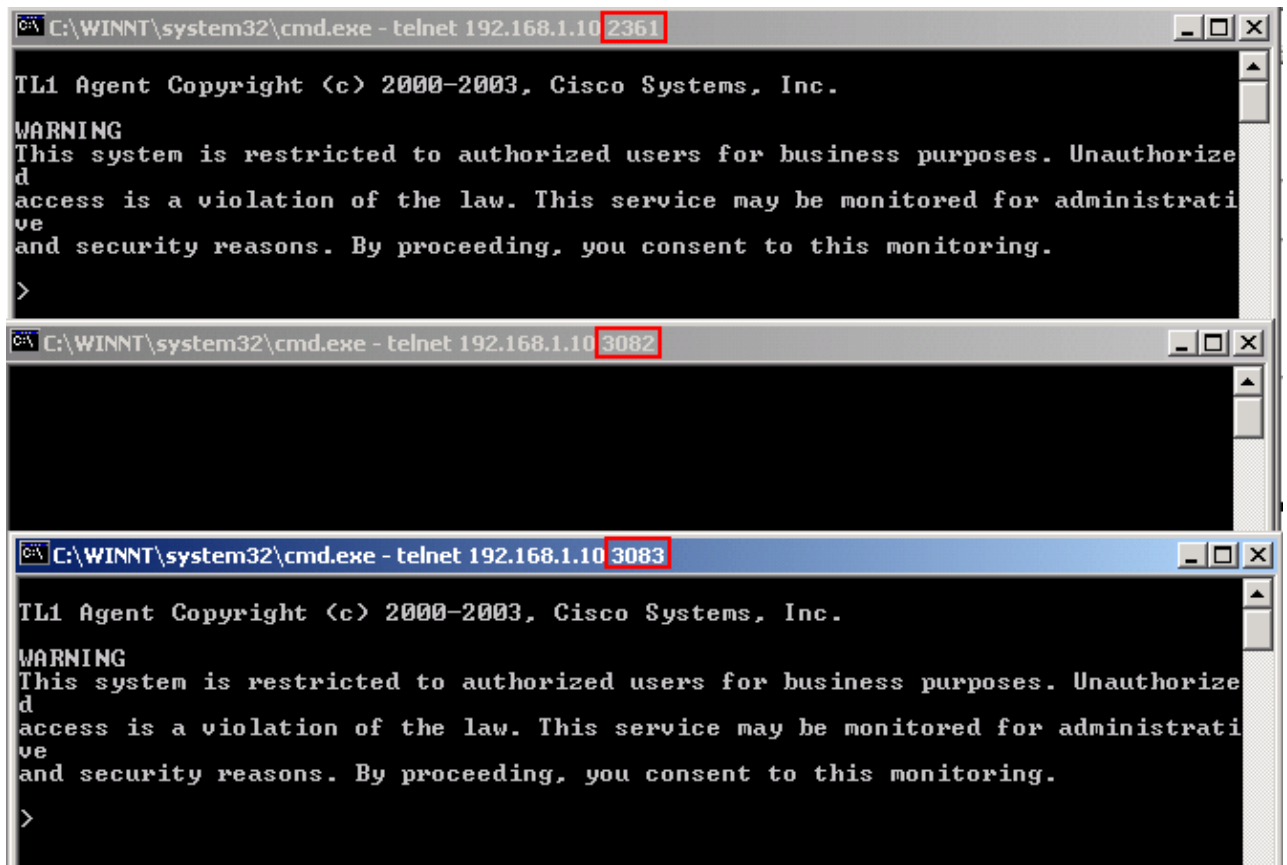 C:\WINNT\system32\cmd.exe - telnet 192.168.1.10 2361
TL1 Agent Copyright (c) 2000-2003, Cisco Systems, Inc.
WARNING
This system is restricted to authorized users for business purposes. Unauthorize
d
access is a violation of the law. This service may be monitored for administrati
ve
and security reasons. By proceeding, you consent to this monitoring.
>
C:\WINNT\system32\cmd.exe - telnet 192.168.1.10 3082
C:\WINNT\system32\cmd.exe - telnet 192.168.1.10 3083
TL1 Agent Copyright (c) 2000-2003, Cisco Systems, Inc.
WARNING
This system is restricted to authorized users for business purposes. Unauthorize
d
access is a violation of the law. This service may be monitored for administrati
ve
and security reasons. By proceeding, you consent to this monitoring.
>